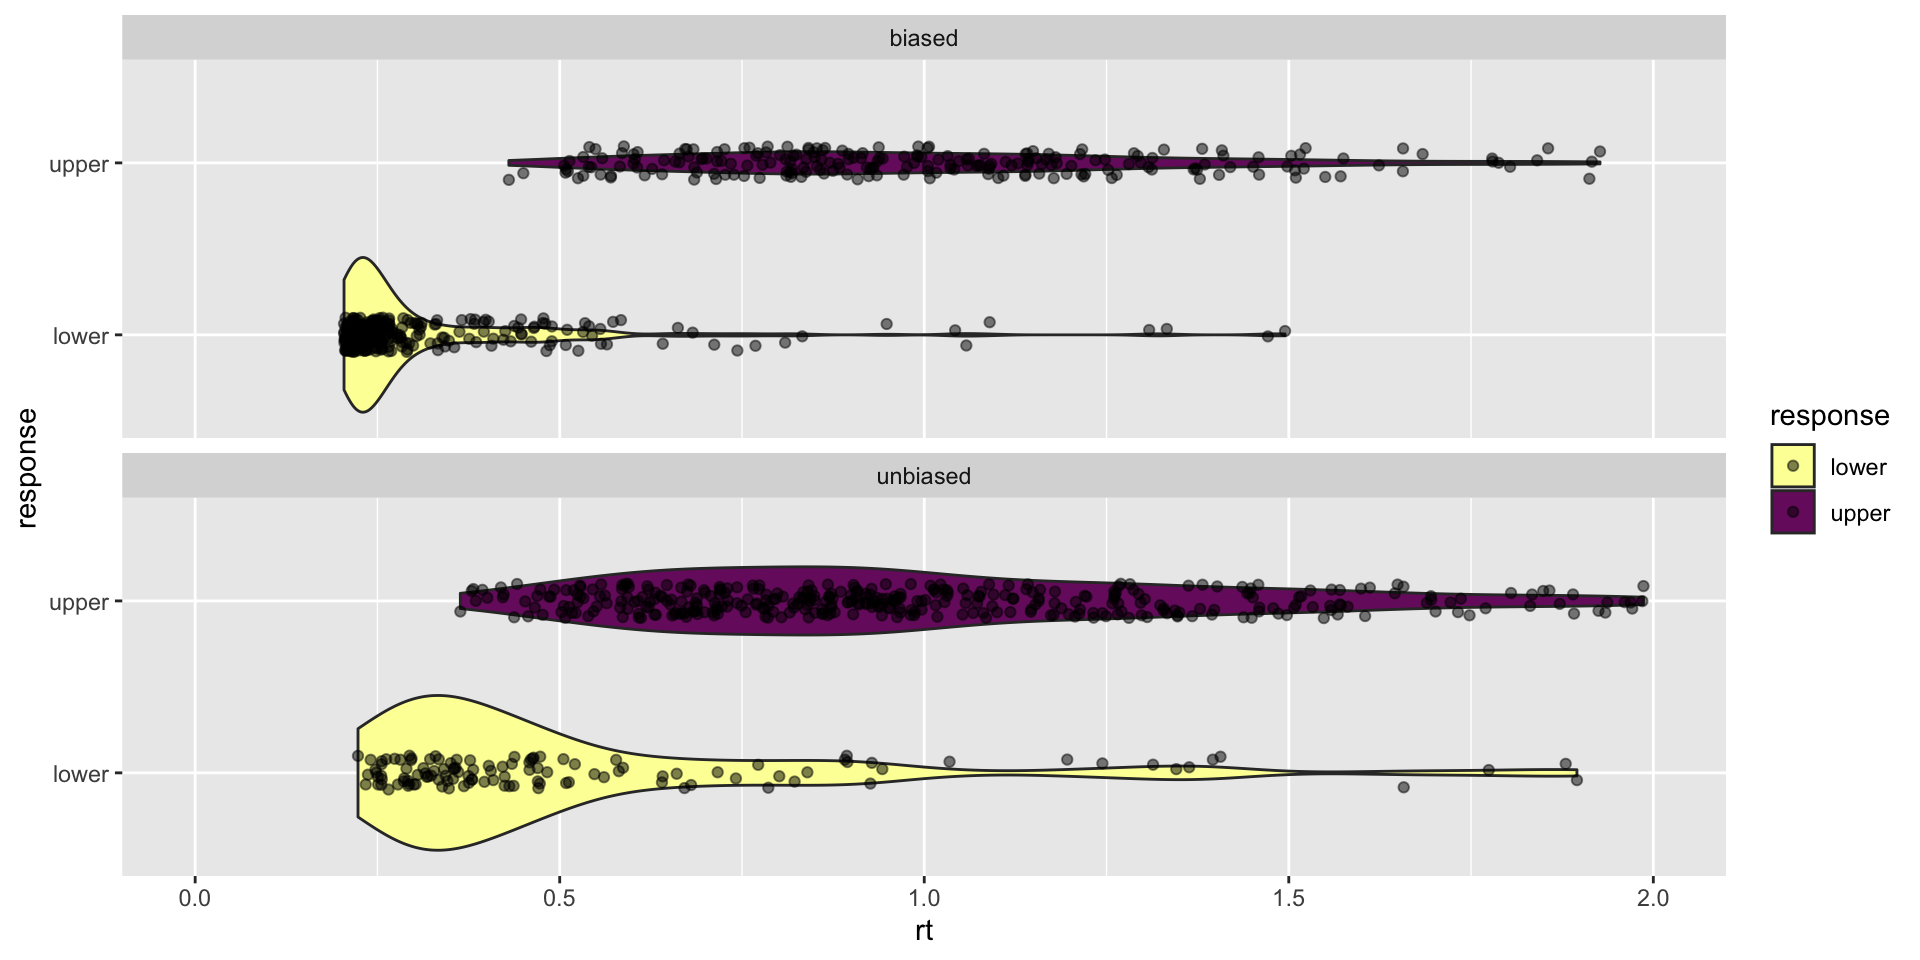 biased
upper
lower
response
unbiased
upper
lower
0.0 0.5 1.0 1.5 2.0
rt
response
lower
upper